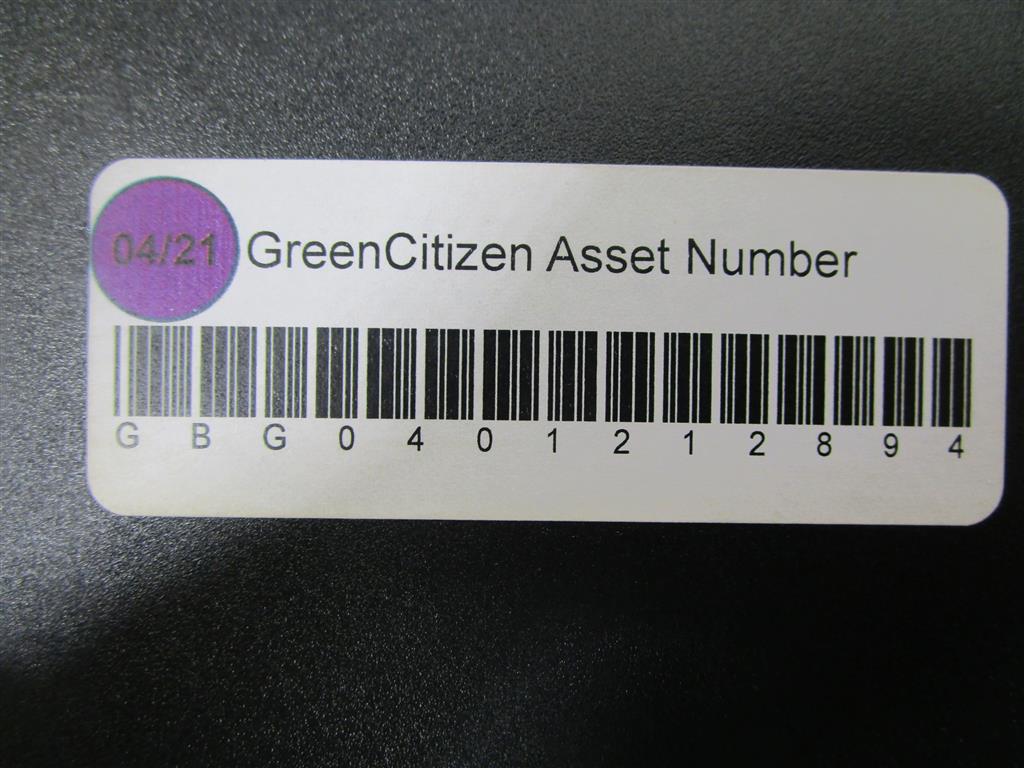 04/21 GreenCitizen Asset Number
G B G 0 4 0 1 2 1 2 8 9 4